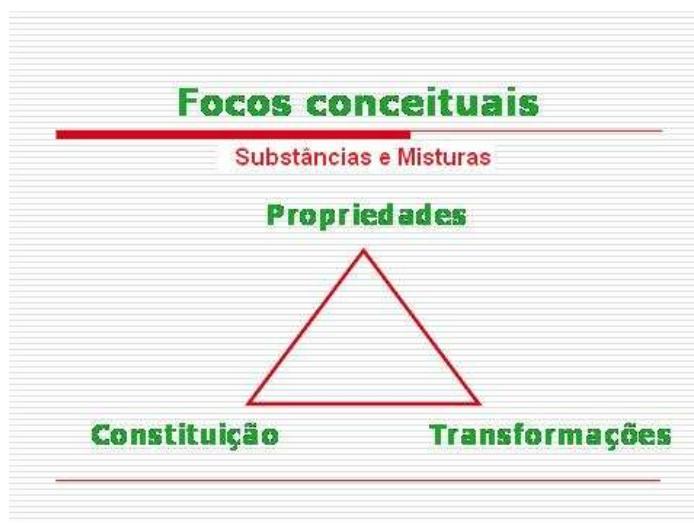 Focos conceituais
Substâncias e Misturas
Propriedades
Constituição Transformações